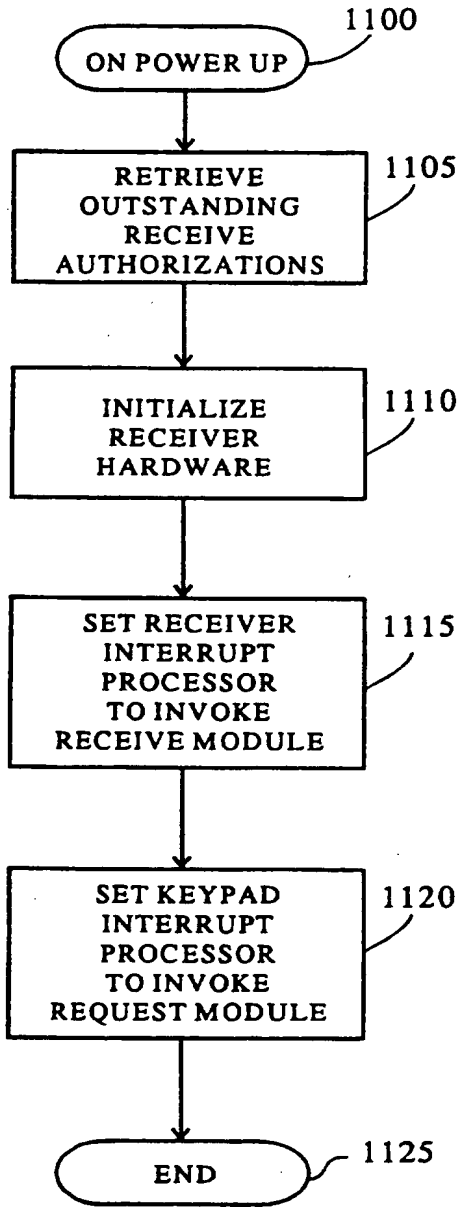 1100
ON POWER UP
1105
RETRIEVE
OUTSTANDING
RECEIVE
AUTHORIZATIONS
1110
INITIALIZE
RECEIVER
HARDWARE
1115
SET RECEIVER
INTERRUPT
PROCESSOR
TO INVOKE
RECEIVE MODULE
1120
SET KEYPAD
INTERRUPT
PROCESSOR
TO INVOKE
REQUEST MODULE
1125
END